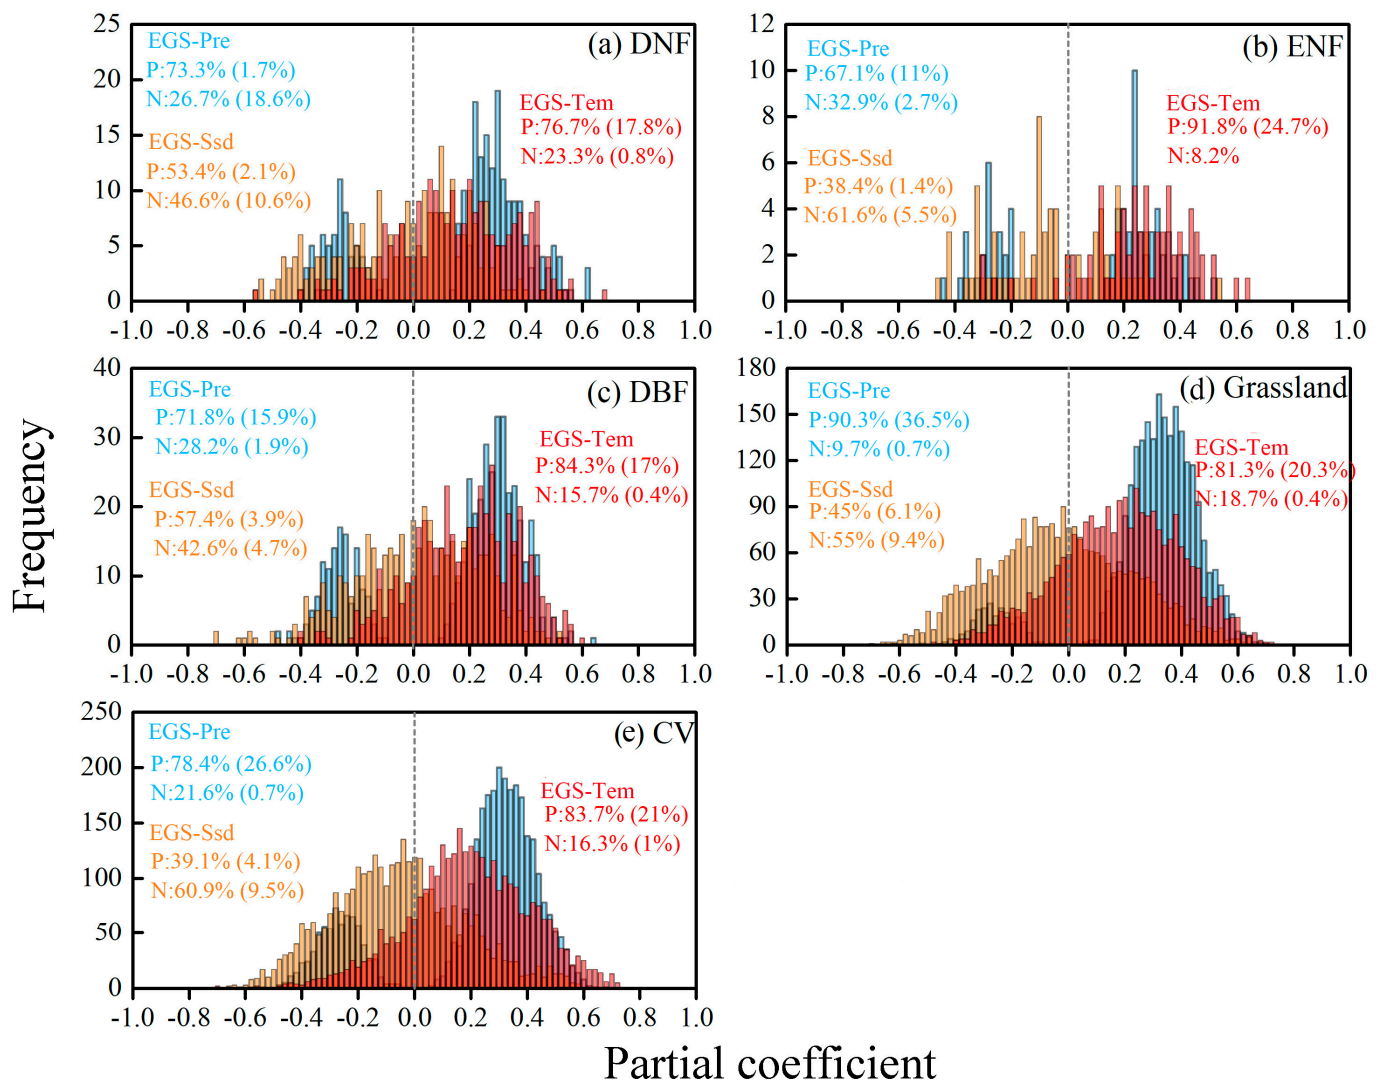 Frequency
25
20
15
10
5
0
EGS-Pre
P:73.3% (1.7%)
N:26.7% (18.6%)
EGS-Ssd
P:53.4% (2.1%)
N:46.6% (10.6%)
(a) DNF
EGS-Tem
P:76.7% (17.8%)
N:23.3% (0.8%)
-1.0 -0.8 -0.6 -0.4 -0.2 0.0 0.2 0.4 0.6 0.8 1.0
12
10
8
6
4
2
0
EGS-Pre
P:67.1% (11%)
N:32.9% (2.7%)
EGS-Ssd
P:38.4% (1.4%)
N:61.6% (5.5%)
(b) ENF
EGS-Tem
P:91.8% (24.7%)
N:8.2%
-1.0 -0.8 -0.6 -0.4 -0.2 0.0 0.2 0.4 0.6 0.8 1.0
40
30
20
10
0
EGS-Pre
P:71.8% (15.9%)
N:28.2% (1.9%)
EGS-Ssd
P:57.4% (3.9%)
N:42.6% (4.7%)
(c) DBF
EGS-Tem
P:84.3% (17%)
N:15.7% (0.4%)
-1.0 -0.8 -0.6 -0.4 -0.2 0.0 0.2 0.4 0.6 0.8 1.0
180
150
120
90
60
30
0
EGS-Pre
P:90.3% (36.5%)
N:9.7% (0.7%)
EGS-Ssd
P:45% (6.1%)
N:55% (9.4%)
(d) Grassland
EGS-Tem
P:81.3% (20.3%)
N:18.7% (0.4%)
-1.0 -0.8 -0.6 -0.4 -0.2 0.0 0.2 0.4 0.6 0.8 1.0
250
200
150
100
50
0
EGS-Pre
P:78.4% (26.6%)
N:21.6% (0.7%)
EGS-Ssd
P:39.1% (4.1%)
N:60.9% (9.5%)
(e) CV
EGS-Tem
P:83.7% (21%)
N:16.3% (1%)
-1.0 -0.8 -0.6 -0.4 -0.2 0.0 0.2 0.4 0.6 0.8 1.0
Partial coefficient